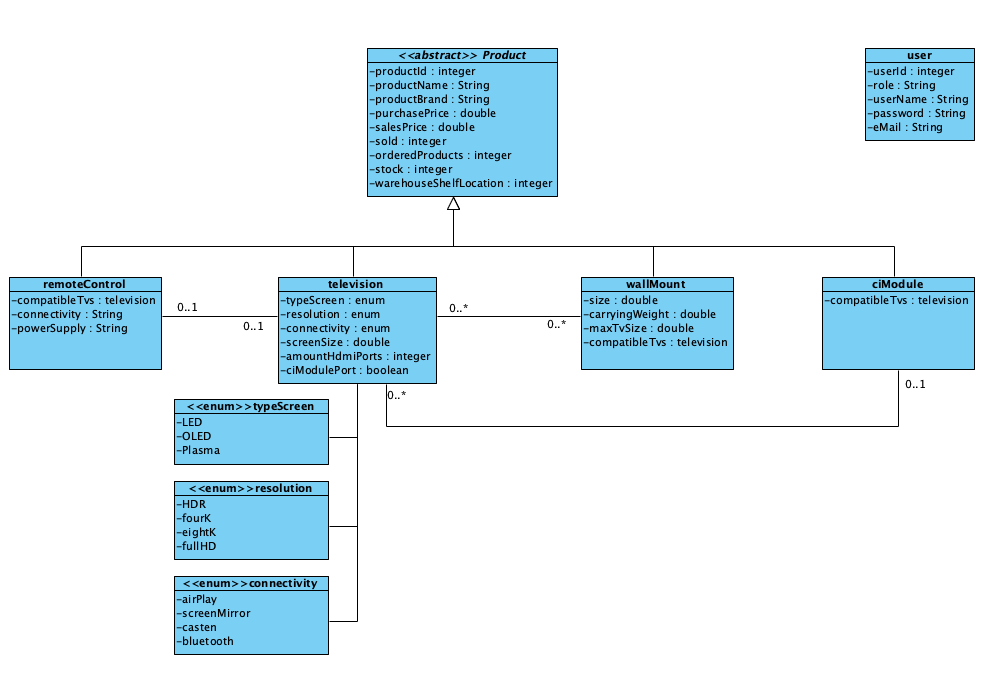 <<abstract>> Product
-productId : integer
-productName : String
-productBrand : String
-purchasePrice : double
-salesPrice : double
-sold : integer
-orderedProducts : integer
-stock : integer
-warehouseShelfLocation : integer
user
-userId : integer
-role : String
-userName : String
-password : String
-eMail : String
remoteControl
-compatibleTvs : television
-connectivity : String
-powerSupply : String
0..1
0..1
television
-typeScreen : enum
-resolution : enum
-connectivity : enum
-screenSize : double
-amountHdmiPorts : integer
-ciModulePort : boolean
0..*
0..*
wallMount
-size : double
-carryingWeight : double
-maxTvSize : double
-compatibleTvs : television
ciModule
-compatibleTvs : television
0..1
0..*
<<enum>>typeScreen
-LED
-OLED
-Plasma
<<enum>>resolution
-HDR
-fourK
-eightK
-fullHD
<<enum>>connectivity
-airPlay
-screenMirror
-casten
-bluetooth